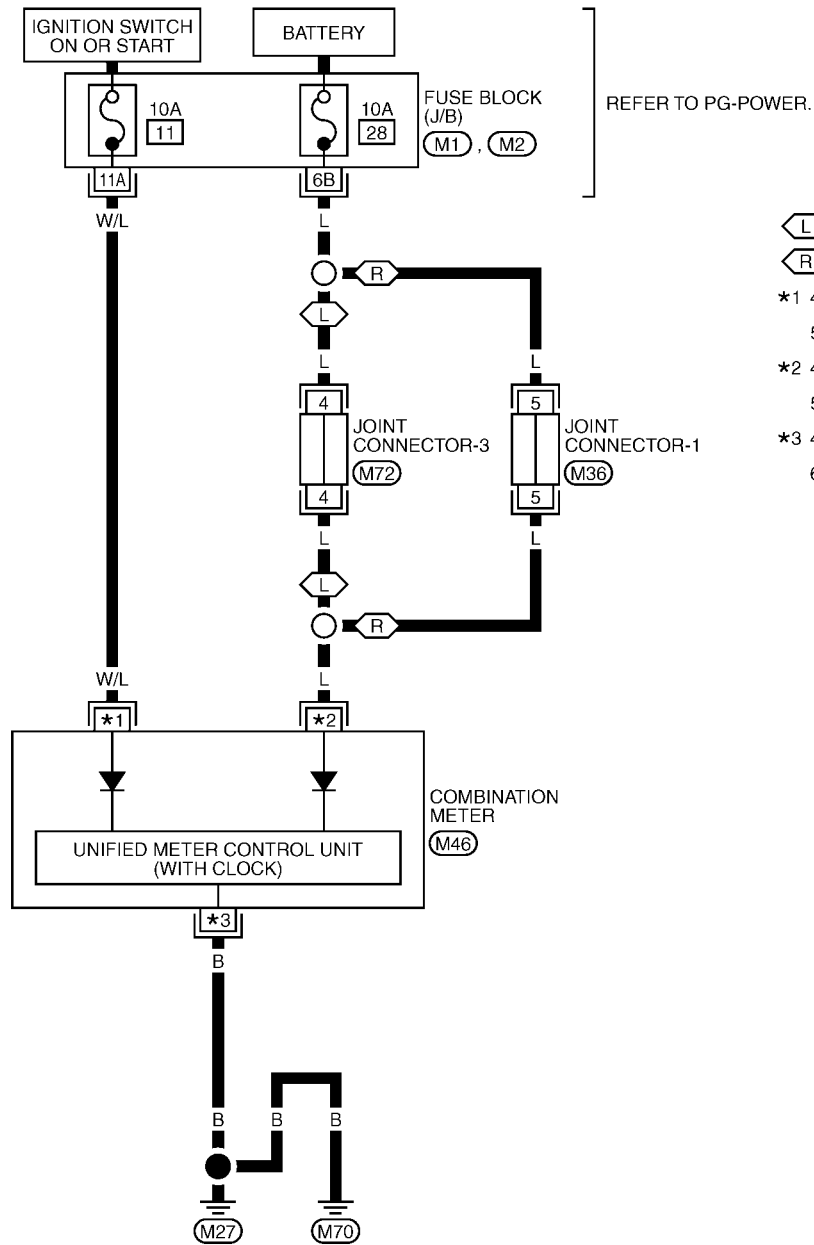 IGNITION SWITCH
ON OR START
BATTERY
10A
11
10A
28
FUSE BLOCK
(J/B)
M1 , M2
REFER TO PG-POWER.
11A
6B
W/L
L
R
L
L
L
4
5
JOINT
CONNECTOR-3
M72
JOINT
CONNECTOR-1
M36
4
5
L
L
L
R
W/L
L
*1
*2
COMBINATION
METER
M46
UNIFIED METER CONTROL UNIT
(WITH CLOCK)
*3
B
B
B
B
M27
M70
L
R
*1 4
5
*2 4
5
*3 4
6